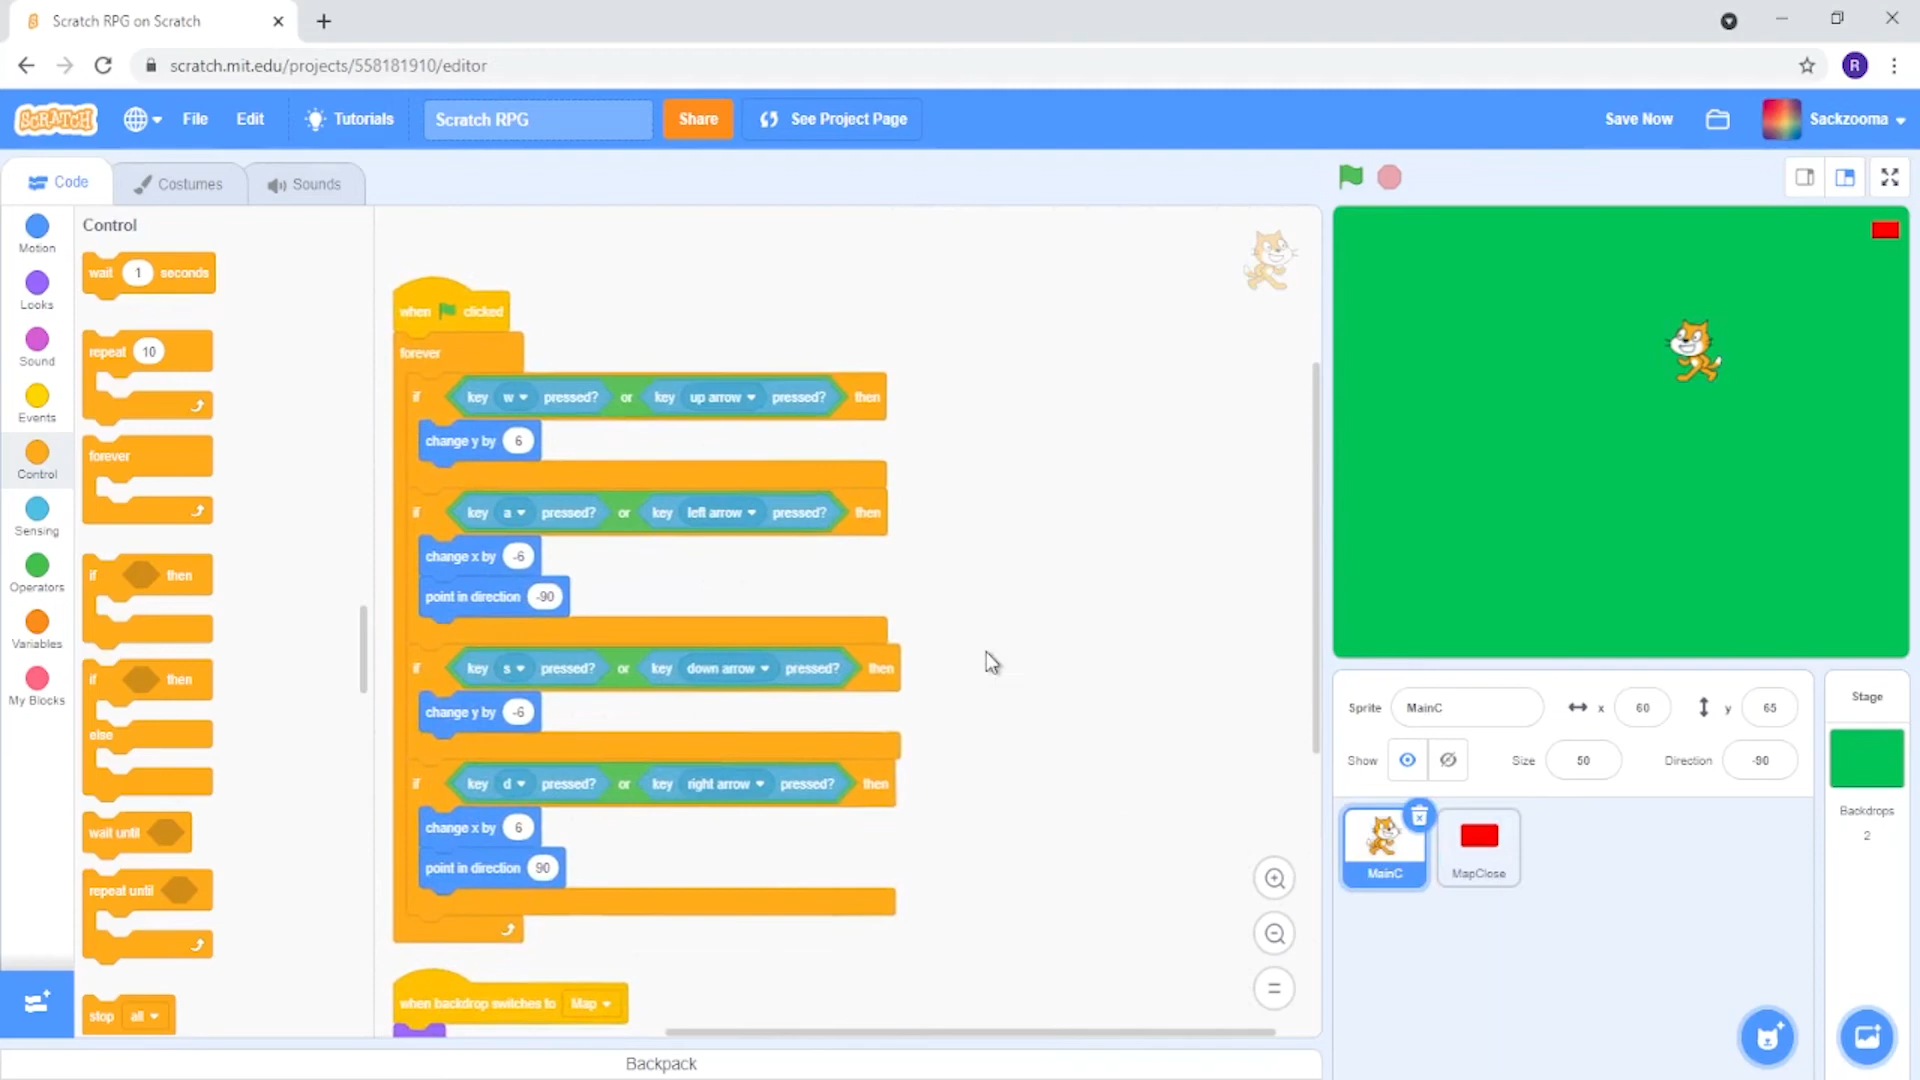 Scratch RPG on Scratch
scratch.mit.edu/projects/558181910/editor
R
SCRATCH
File
Edit
Tutorials
Scratch RPG
Share
See Project Page
Save Now
Sackzooma
Code
Costumes
Sounds
Motion
Looks
Sound
Events
Control
Sensing
Operators
Variables
My Blocks
Control
wait 1 seconds
repeat 10
forever
if then
if then
else
wait until
repeat until
stop all
when clicked
forever
if key w pressed? or key up arrow pressed? then
change y by 6
if key a pressed? or key left arrow pressed? then
change x by -6
point in direction -90
if key s pressed? or key down arrow pressed? then
change y by -6
if key d pressed? or key right arrow pressed? then
change x by 6
point in direction 90
when backdrop switches to Map
Backpack
Sprite MainC x 60 y 65
Show Size 50 Direction -90
MainC
MapClose
Stage
Backdrops
2